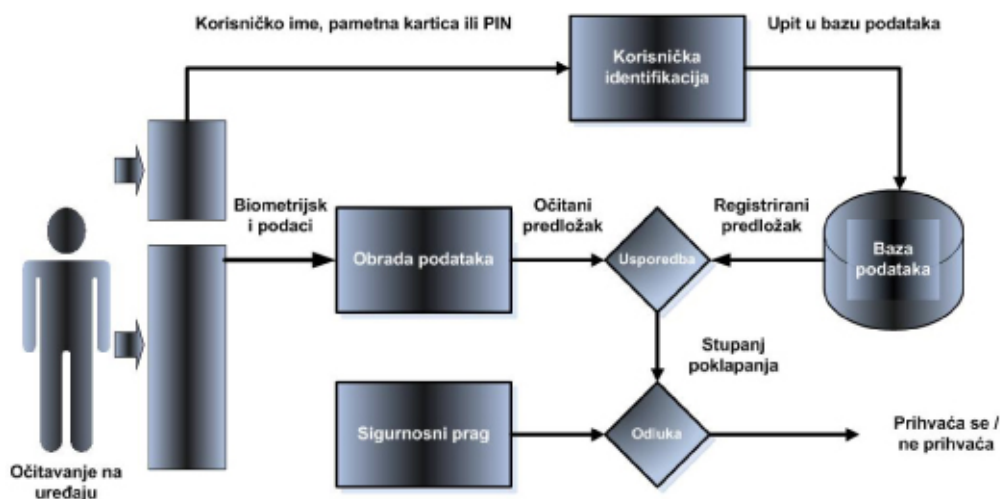 Korisničko ime, pametna kartica ili PIN
Korisnička
identifikacija
Upit u bazu podataka
Biometrijsk
i podaci
Obrada podataka
Očitani
predložak
Usporedba
Registrirani
predložak
Baza
podataka
Stupanj
poklapanja
Sigurnosni prag
Odluka
Prihvaća se /
ne prihvaća
Očitavanje na
uređaju